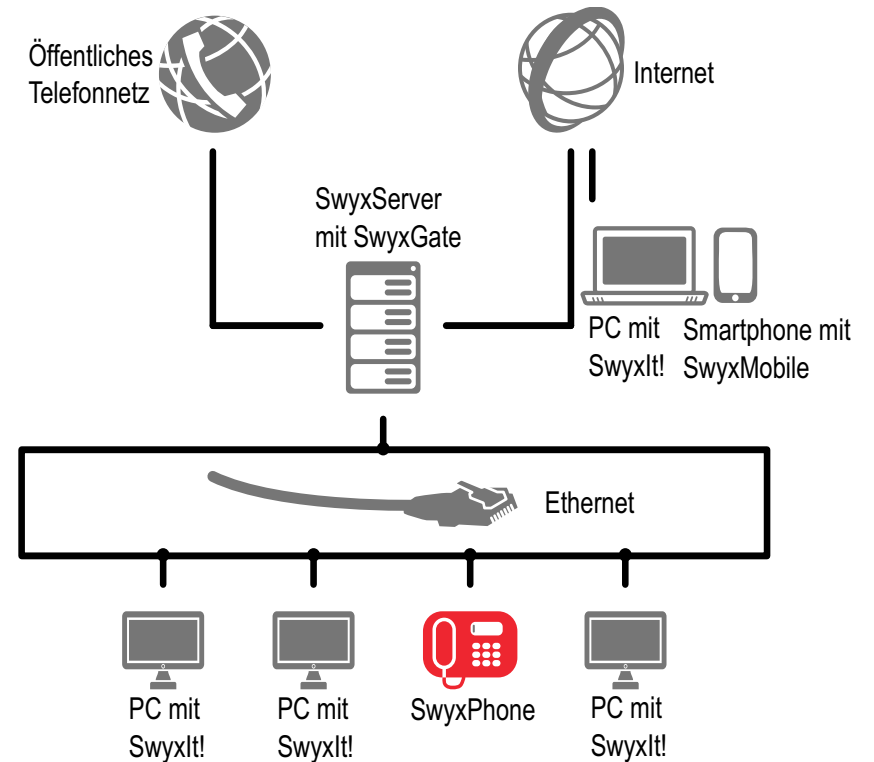 Öffentliches
Telefonnetz
Internet
SwyxServer
mit SwyxGate
PC mit
SwyxIt!
Smartphone mit
SwyxMobile
Ethernet
PC mit
SwyxIt!
PC mit
SwyxIt!
SwyxPhone
PC mit
SwyxIt!